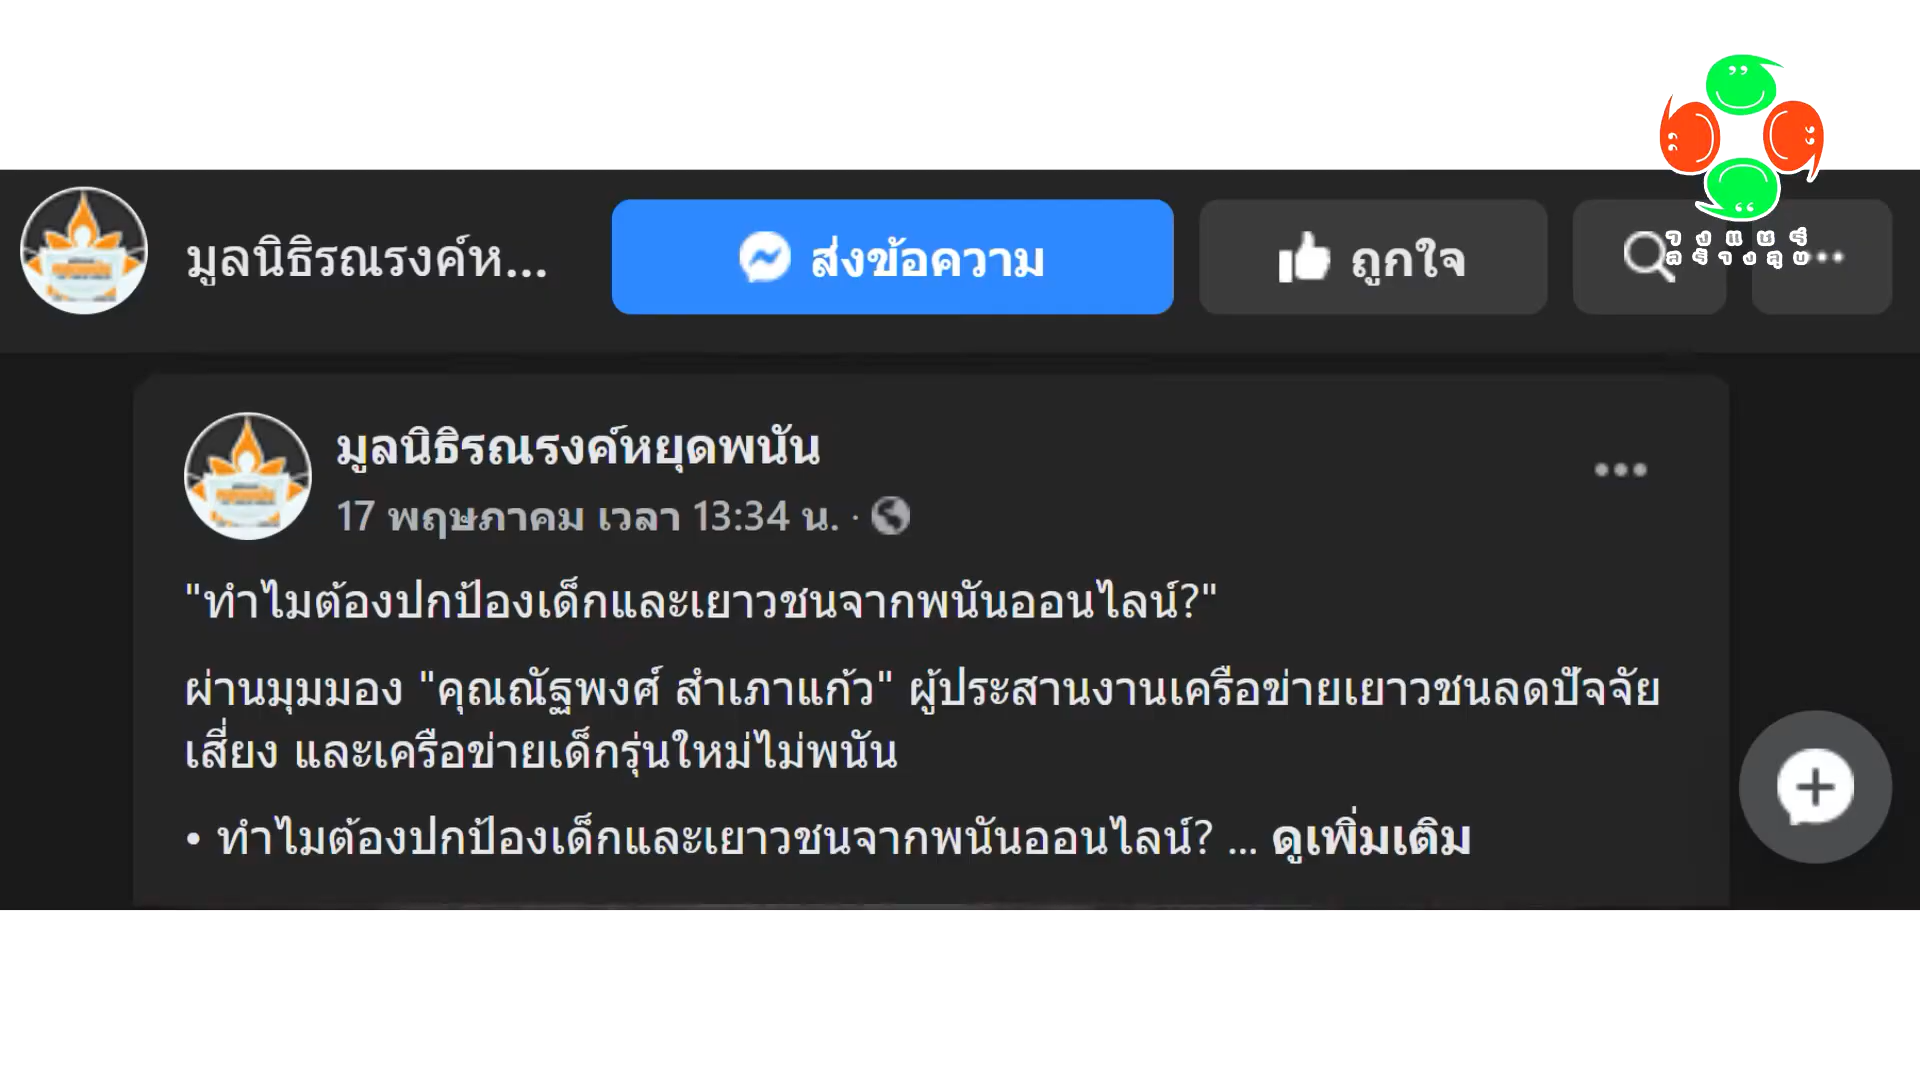 วงแชร์
สร้างสุข
มูลนิธิรณรงค์ห...
ส่งข้อความ
ถูกใจ
มูลนิธิรณรงค์หยุดพนัน
17 พฤษภาคม เวลา 13:34 น. ·
"ทำไมต้องปกป้องเด็กและเยาวชนจากพนันออนไลน์?"
ผ่านมุมมอง "คุณณัฐพงศ์ สำเภาแก้ว" ผู้ประสานงานเครือข่ายเยาวชนลดปัจจัย
เสี่ยง และเครือข่ายเด็กรุ่นใหม่ไม่พนัน
• ทำไมต้องปกป้องเด็กและเยาวชนจากพนันออนไลน์? ... ดูเพิ่มเติม